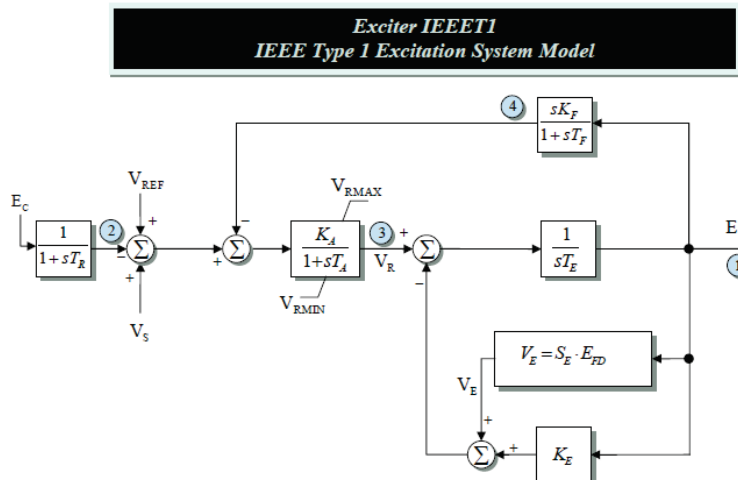 Exciter IEEET1
IEEE Type 1 Excitation System Model
4
sK_F
1+sT_F
V_REF
V_RMAX
E_C
2
+
−
1
1+sT_R
−
Σ
+
V_S
+
Σ
K_A
1+sT_A
V_RMIN
3
V_R
+
Σ
−
1
sT_E
E
1
V_E = S_E · E_FD
V_E
+
Σ
+
K_E